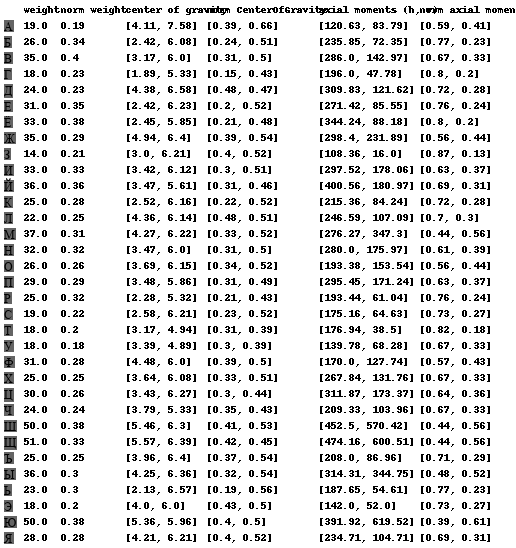 weight norm weight center of gravity norm CenterOfGravity axial moments (h,v) norm axial momen
А 19.0 0.19 [4.11, 7.58] [0.39, 0.66] [120.63, 83.79] [0.59, 0.41]
Б 26.0 0.34 [2.42, 6.08] [0.24, 0.51] [235.85, 72.35] [0.77, 0.23]
В 35.0 0.4 [3.17, 6.0] [0.31, 0.5] [286.0, 142.97] [0.67, 0.33]
Г 18.0 0.23 [1.89, 5.33] [0.15, 0.43] [196.0, 47.78] [0.8, 0.2]
Д 24.0 0.23 [4.38, 6.58] [0.48, 0.47] [309.83, 121.62] [0.72, 0.28]
Е 31.0 0.35 [2.42, 6.23] [0.2, 0.52] [271.42, 85.55] [0.76, 0.24]
Ё 33.0 0.38 [2.45, 5.85] [0.21, 0.48] [344.24, 88.18] [0.8, 0.2]
Ж 35.0 0.29 [4.94, 6.4] [0.39, 0.54] [298.4, 231.89] [0.56, 0.44]
З 14.0 0.21 [3.0, 6.21] [0.4, 0.52] [108.36, 16.0] [0.87, 0.13]
И 33.0 0.33 [3.42, 6.12] [0.3, 0.51] [297.52, 178.06] [0.63, 0.37]
Й 36.0 0.36 [3.47, 5.61] [0.31, 0.46] [400.56, 180.97] [0.69, 0.31]
К 25.0 0.28 [2.52, 6.16] [0.22, 0.52] [215.36, 84.24] [0.72, 0.28]
Л 22.0 0.25 [4.36, 6.14] [0.48, 0.51] [246.59, 107.09] [0.7, 0.3]
М 37.0 0.31 [4.27, 6.22] [0.33, 0.52] [276.27, 347.3] [0.44, 0.56]
Н 32.0 0.32 [3.47, 6.0] [0.31, 0.5] [280.0, 175.97] [0.61, 0.39]
О 26.0 0.26 [3.69, 6.15] [0.34, 0.52] [193.38, 153.54] [0.56, 0.44]
П 29.0 0.29 [3.48, 5.86] [0.31, 0.49] [295.45, 171.24] [0.63, 0.37]
Р 25.0 0.32 [2.28, 5.32] [0.21, 0.43] [193.44, 61.04] [0.76, 0.24]
С 19.0 0.22 [2.58, 6.21] [0.23, 0.52] [175.16, 64.63] [0.73, 0.27]
Т 18.0 0.2 [3.17, 4.94] [0.31, 0.39] [176.94, 38.5] [0.82, 0.18]
У 18.0 0.18 [3.39, 4.89] [0.3, 0.39] [139.78, 68.28] [0.67, 0.33]
Ф 31.0 0.28 [4.48, 6.0] [0.39, 0.5] [170.0, 127.74] [0.57, 0.43]
Х 25.0 0.25 [3.64, 6.08] [0.33, 0.51] [267.84, 131.76] [0.67, 0.33]
Ц 30.0 0.26 [3.43, 6.27] [0.3, 0.44] [311.87, 173.37] [0.64, 0.36]
Ч 24.0 0.24 [3.79, 5.33] [0.35, 0.43] [209.33, 103.96] [0.67, 0.33]
Ш 50.0 0.38 [5.46, 6.3] [0.41, 0.53] [452.5, 570.42] [0.44, 0.56]
Щ 51.0 0.33 [5.57, 6.39] [0.42, 0.45] [474.16, 600.51] [0.44, 0.56]
Ъ 25.0 0.25 [3.96, 6.4] [0.37, 0.54] [208.0, 86.96] [0.71, 0.29]
Ы 36.0 0.3 [4.25, 6.36] [0.32, 0.54] [314.31, 344.75] [0.48, 0.52]
Ь 23.0 0.3 [2.13, 6.57] [0.19, 0.56] [187.65, 54.61] [0.77, 0.23]
Э 18.0 0.2 [4.0, 6.0] [0.43, 0.5] [142.0, 52.0] [0.73, 0.27]
Ю 50.0 0.38 [5.36, 5.96] [0.4, 0.5] [391.92, 619.52] [0.39, 0.61]
Я 28.0 0.28 [4.21, 6.21] [0.4, 0.52] [234.71, 104.71] [0.69, 0.31]